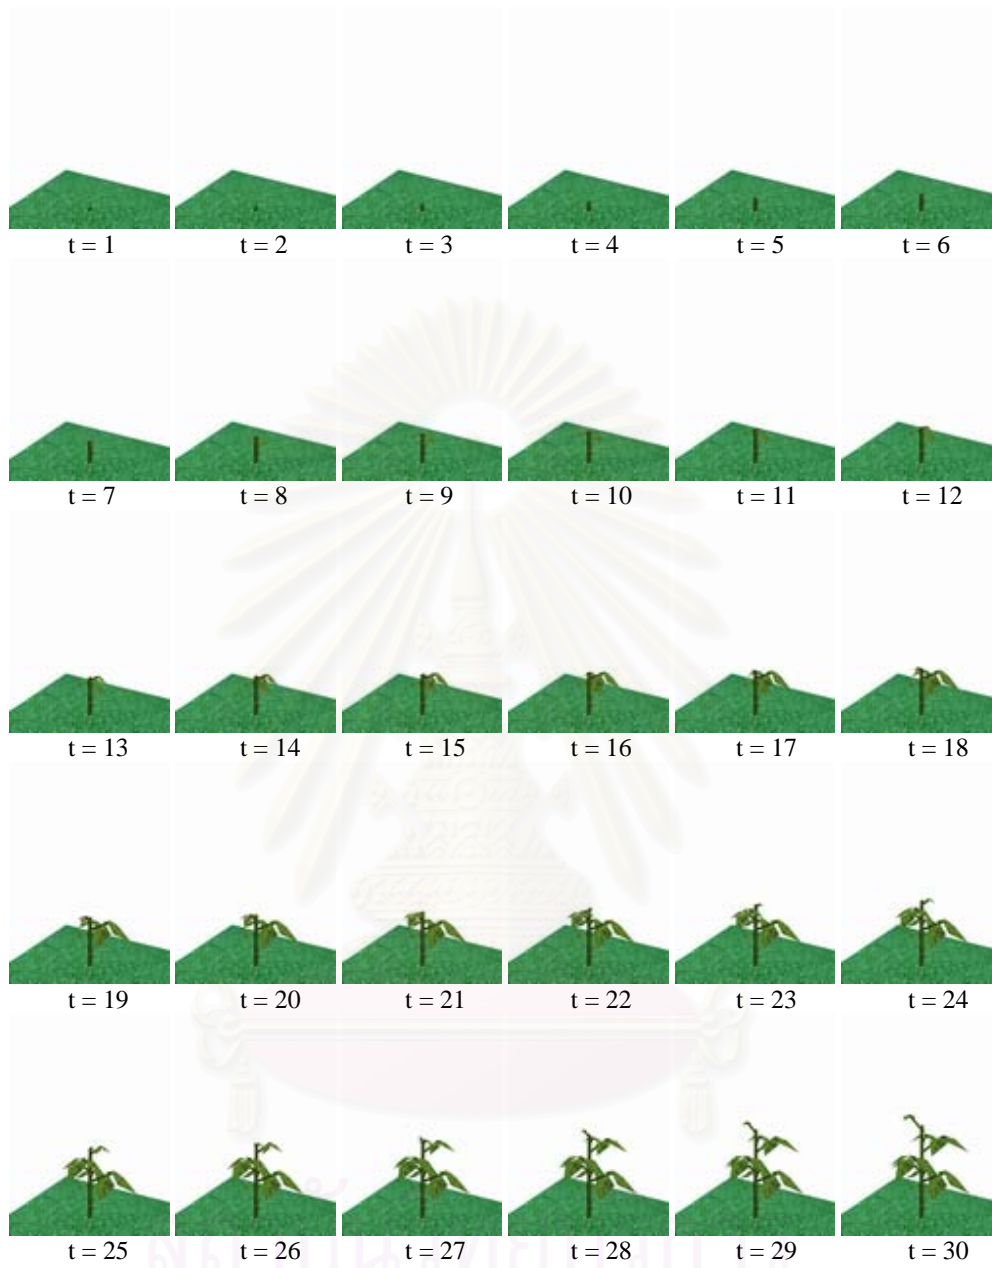 t = 1 t = 2 t = 3 t = 4 t = 5 t = 6
t = 7 t = 8 t = 9 t = 10 t = 11 t = 12
t = 13 t = 14 t = 15 t = 16 t = 17 t = 18
t = 19 t = 20 t = 21 t = 22 t = 23 t = 24
t = 25 t = 26 t = 27 t = 28 t = 29 t = 30